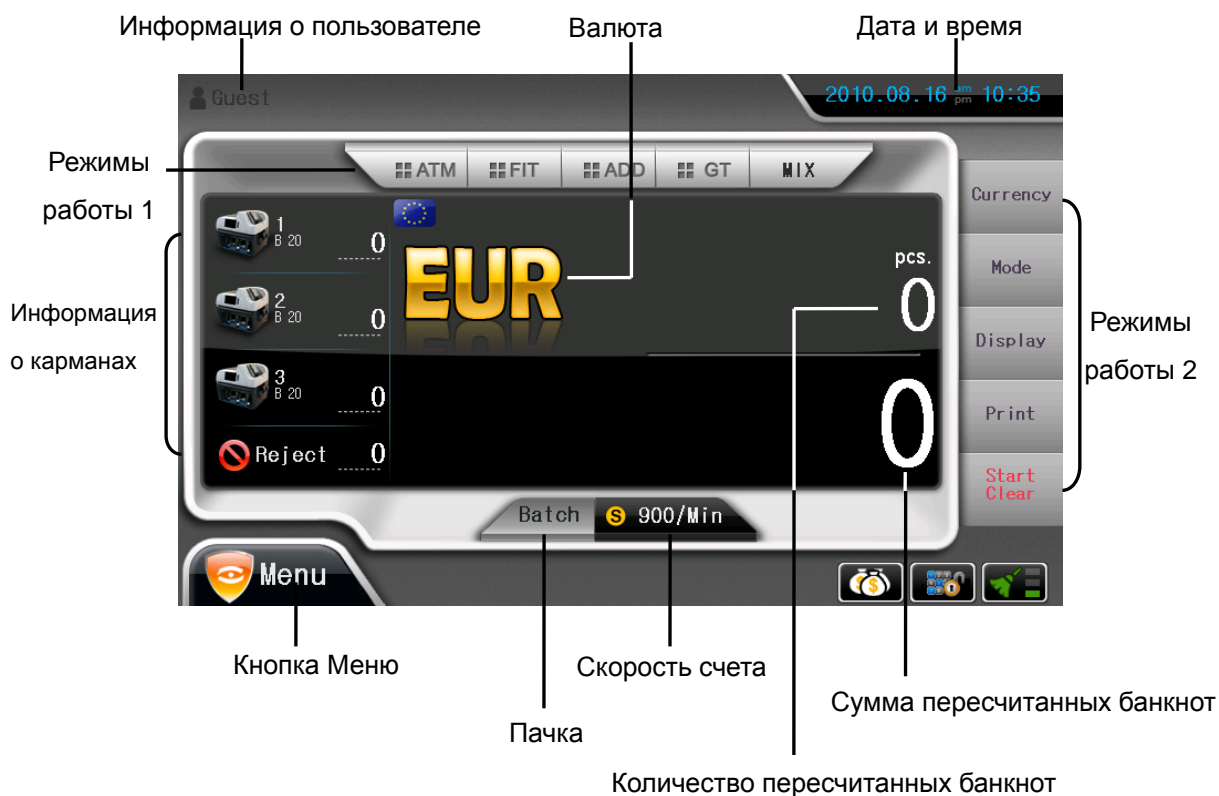 Информация о пользователе
Валюта
Дата и время
Guest
2010.08.16 am pm 10:35
Режимы
работы 1
ATM FIT ADD GT MIX
1
B 20
0
2
B 20
0
3
B 20
0
Reject 0
Информация
о карманах
EUR
pcs.
0
0
Currency
Mode
Display
Print
Start
Clear
Режимы
работы 2
Batch S 900/Min
Menu
Кнопка Меню
Скорость счета
Сумма пересчитанных банкнот
Пачка
Количество пересчитанных банкнот